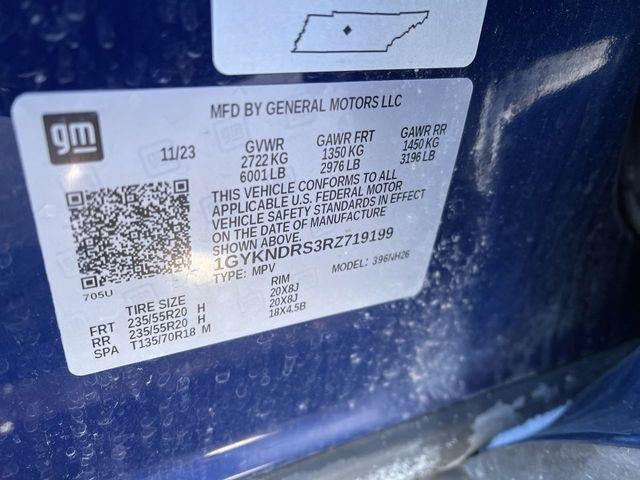 MFD BY GENERAL MOTORS LLC
gm
11/23
GVWR
2722 KG
6001 LB
GAWR FRT
1350 KG
2976 LB
GAWR RR
1450 KG
3196 LB
THIS VEHICLE CONFORMS TO ALL
APPLICABLE U.S. FEDERAL MOTOR
VEHICLE SAFETY STANDARDS IN EFFECT
ON THE DATE OF MANUFACTURE
SHOWN ABOVE.
1GYKNDRS3RZ719199
TYPE: MPV
MODEL: 396NH26
705U
TIRE SIZE
RIM
FRT 235/55R20 H 20X8J
RR 235/55R20 H 20X8J
SPA T135/70R18 M 18X4.5B